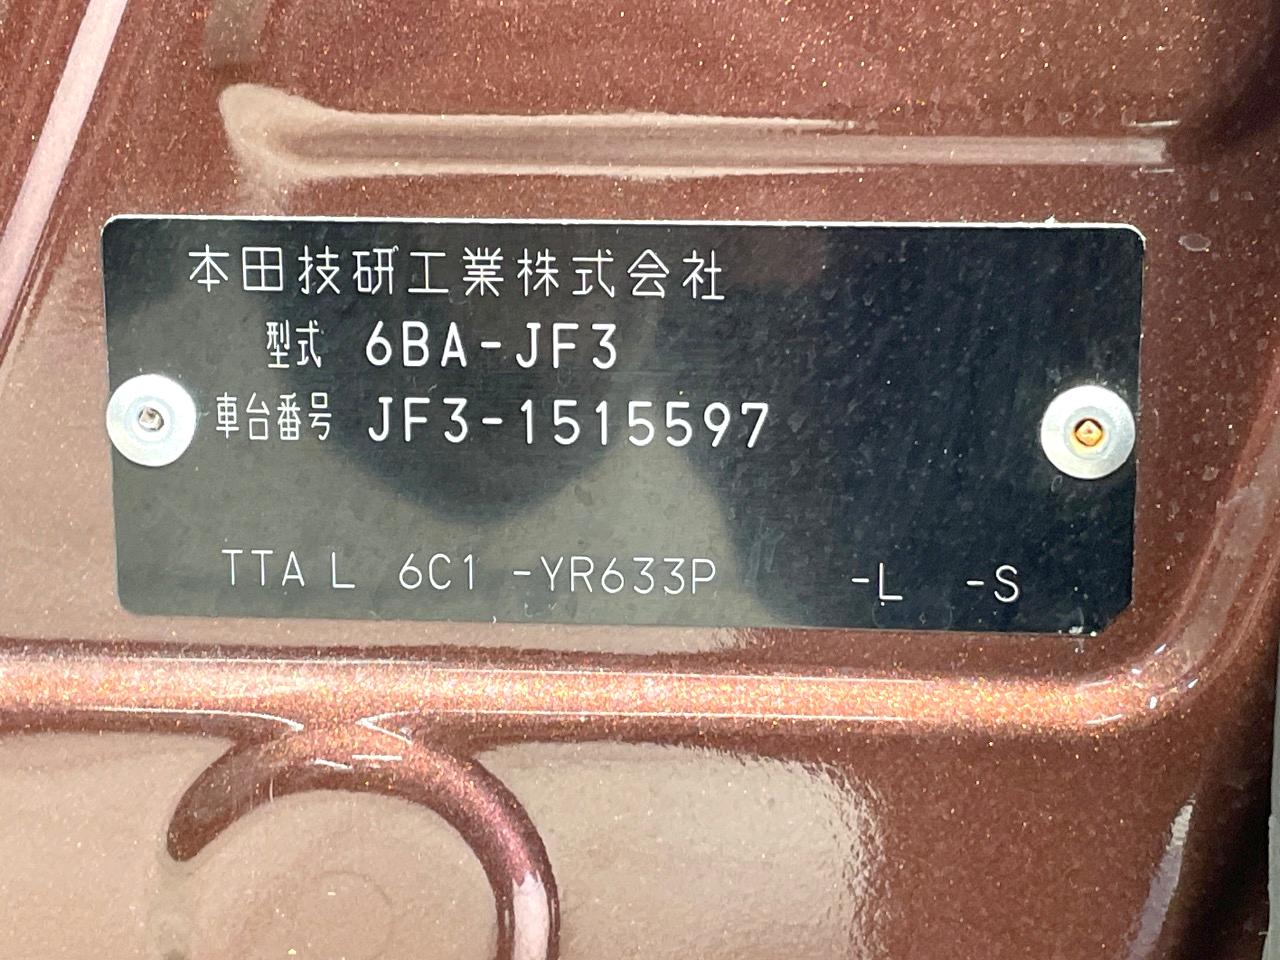 本田技研工業株式会社
型式 6BA-JF3
車台番号 JF3-1515597
TTA L 6C1 -YR633P -L -S